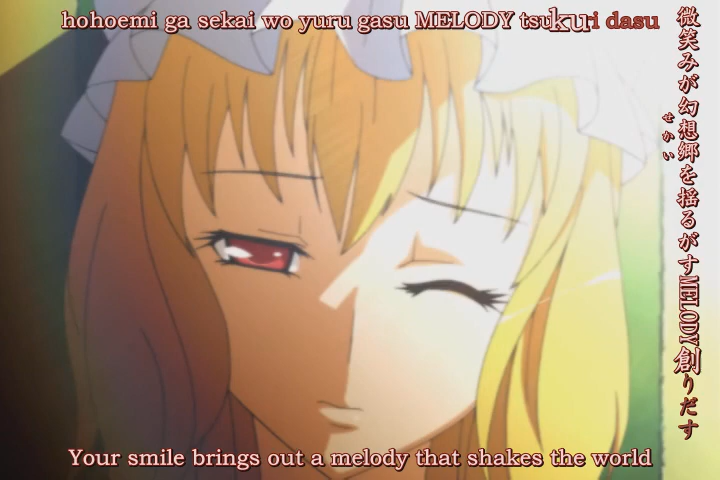 hohoemi ga sekai wo yuru gasu MELODY tsukuri dasu
微笑みが幻想郷を揺るがすMELODY創りだす
せかい
Your smile brings out a melody that shakes the world